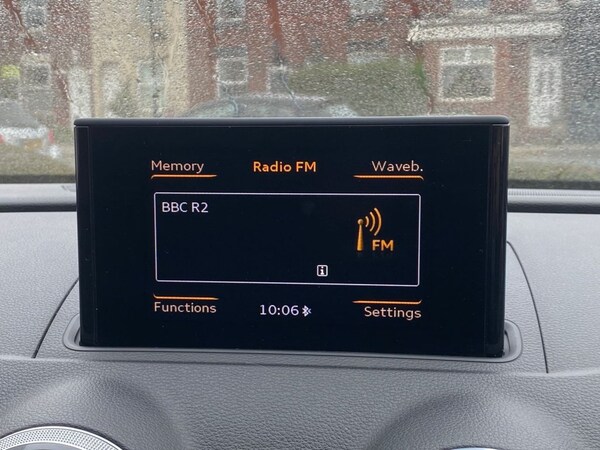 Memory Radio FM Waveb.
BBC R2
FM
i
Functions 10:06 Settings